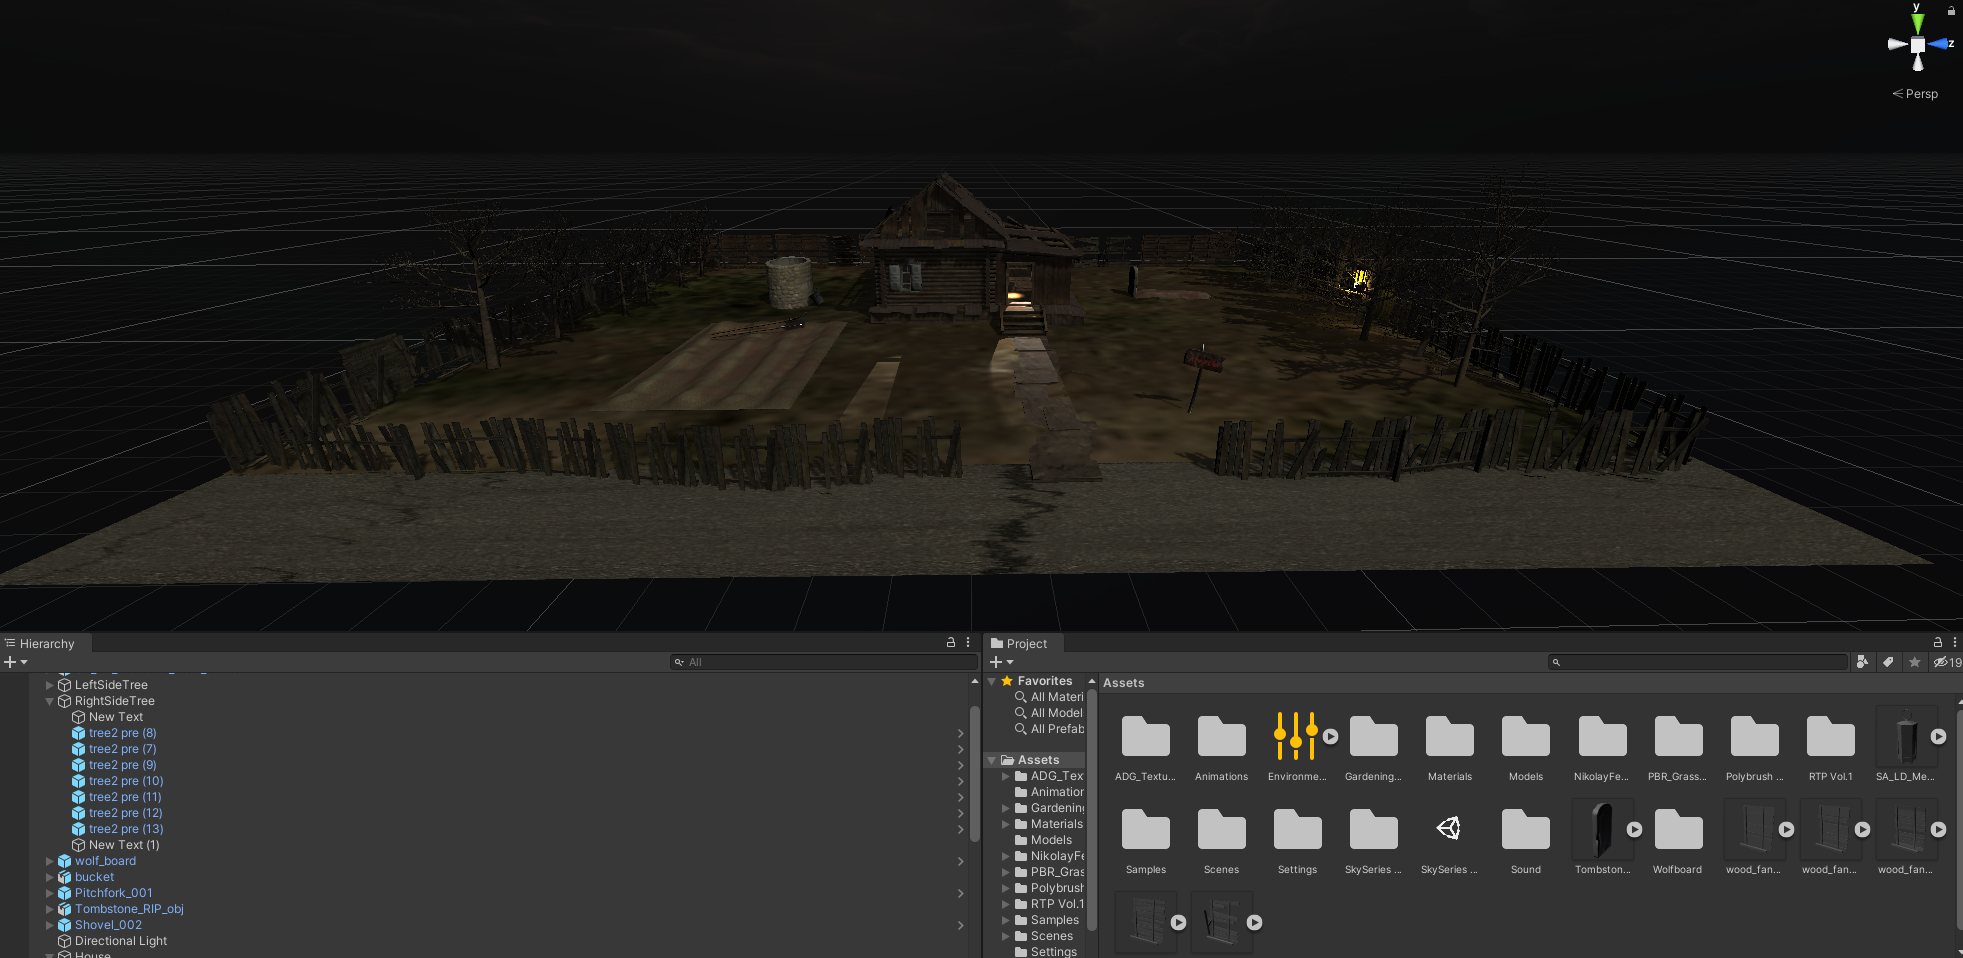 y
z
Persp
Hierarchy
All
LeftSideTree
RightSideTree
New Text
tree2 pre (8)
tree2 pre (7)
tree2 pre (9)
tree2 pre (10)
tree2 pre (11)
tree2 pre (12)
tree2 pre (13)
New Text (1)
wolf_board
bucket
Pitchfork_001
Tombstone_RIP_obj
Shovel_002
Directional Light
House
Project
19
Favorites
All Materi
All Model
All Prefab
Assets
ADG_Tex
Animation
Gardening
Materials
Models
NikolayFe
PBR_Gras
Polybrush
RTP Vol.1
Samples
Scenes
Settings
Assets
ADG_Textu...
Animations
Environme...
Gardening...
Materials
Models
NikolayFe...
PBR_Grass...
Polybrush ...
RTP Vol.1
SA_LD_Me...
Samples
Scenes
Settings
SkySeries ...
SkySeries ...
Sound
Tombston...
Wolfboard
wood_fan...
wood_fan...
wood_fan...